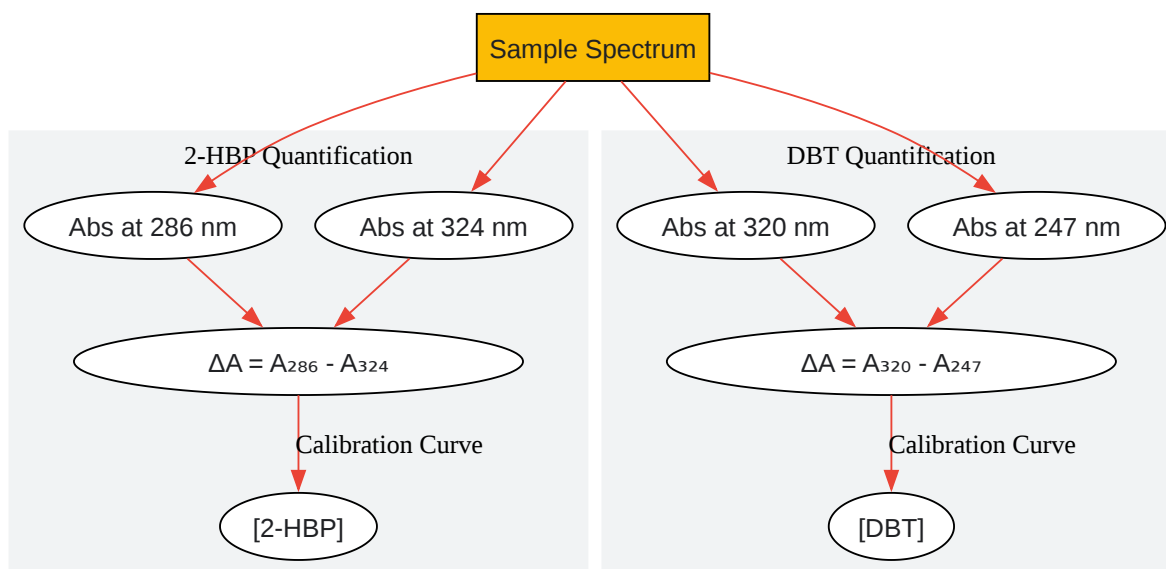 Sample Spectrum
2-HBP Quantification
DBT Quantification
Abs at 286 nm
Abs at 324 nm
Abs at 320 nm
Abs at 247 nm
ΔA = A₂₈₆ - A₃₂₄
ΔA = A₃₂₀ - A₂₄₇
Calibration Curve
Calibration Curve
[2-HBP]
[DBT]